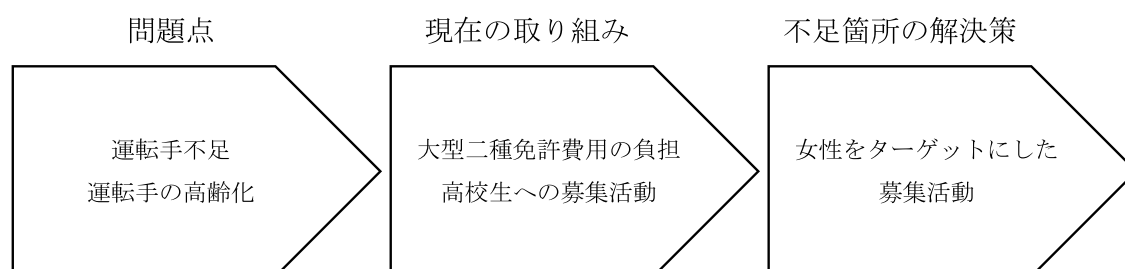 問題点
現在の取り組み
不足箇所の解決策
運転手不足
運転手の高齢化
大型二種免許費用の負担
高校生への募集活動
女性をターゲットにした
募集活動